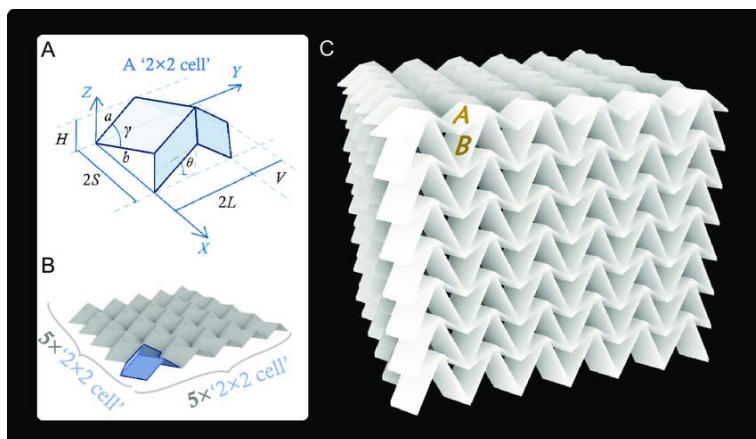 A
A ‘2×2 cell’
Y
Z
a
γ
H
b
θ
2S
V
2L
X
B
5×‘2×2 cell’
5×‘2×2 cell’
C
A
B